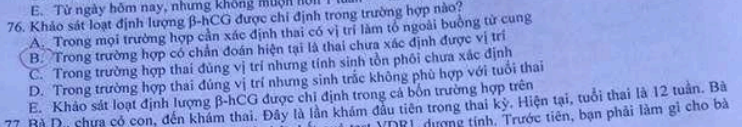 E. Từ ngày hôm nay, nhưng không muộn hơn 1 tuần
76. Khảo sát loạt định lượng β-hCG được chỉ định trong trường hợp nào?
A. Trong mọi trường hợp cần xác định thai có vị trí làm tổ ngoài buồng tử cung
B. Trong trường hợp có chẩn đoán hiện tại là thai chưa xác định được vị trí
C. Trong trường hợp thai đúng vị trí nhưng tính sinh tồn phôi chưa xác định
D. Trong trường hợp thai đúng vị trí nhưng sinh trắc không phù hợp với tuổi thai
E. Khảo sát loạt định lượng β-hCG được chỉ định trong cả bốn trường hợp trên
77. Bà D., chưa có con, đến khám thai. Đây là lần khám đầu tiên trong thai kỳ. Hiện tại, tuổi thai là 12 tuần. Bà
VDRL dương tính. Trước tiên, bạn phải làm gì cho bà